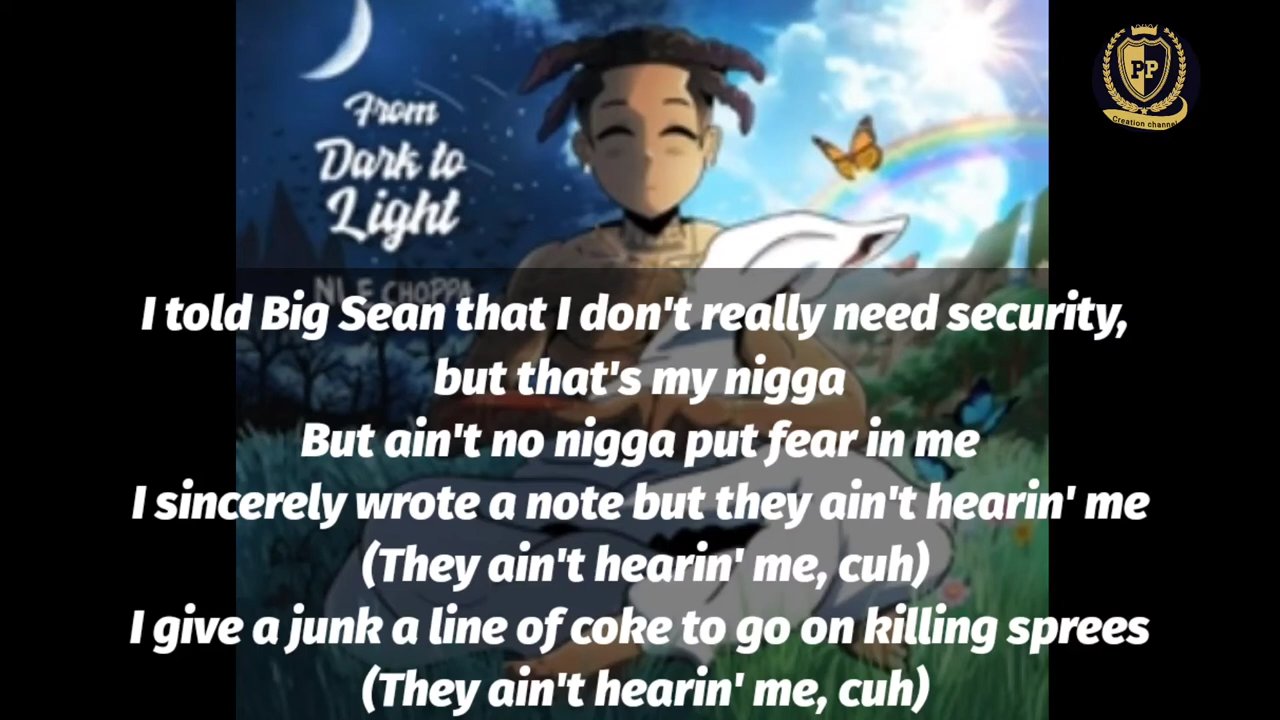 From
Dark to
Light
PP
Creation channel
NLE CHOPPA
I told Big Sean that I don't really need security,
but that's my nigga
But ain't no nigga put fear in me
I sincerely wrote a note but they ain't hearin' me
(They ain't hearin' me, cuh)
I give a junk a line of coke to go on killing sprees
(They ain't hearin' me, cuh)